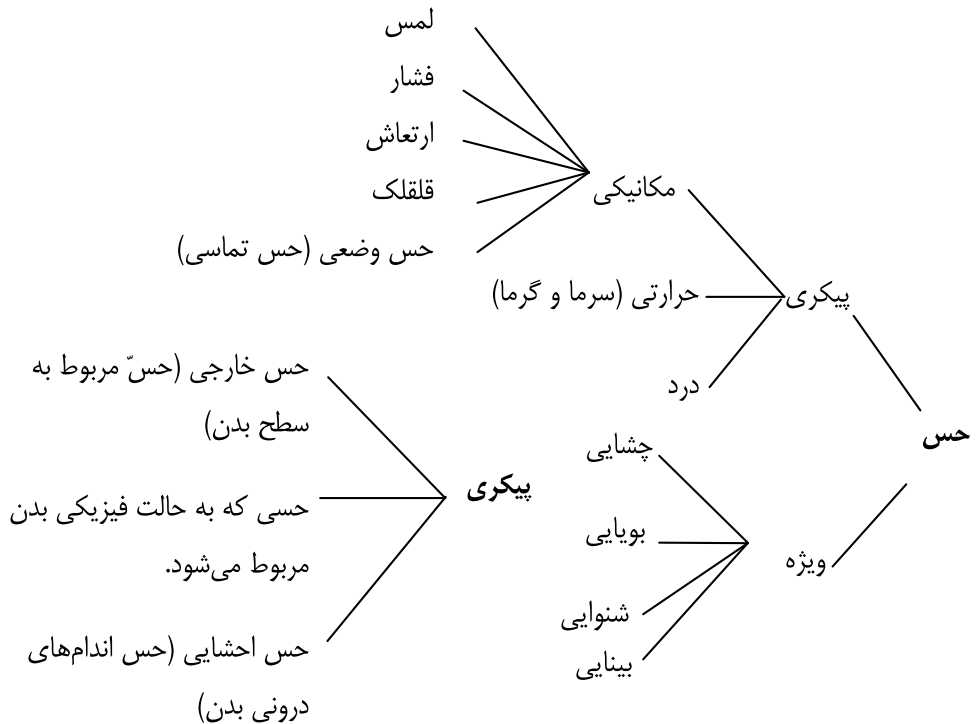 حس
پیکری
مکانیکی
لمس
فشار
ارتعاش
قلقلک
حس وضعی (حس تماسی)
حرارتی (سرما و گرما)
درد
ویژه
چشایی
بویایی
شنوایی
بینایی
پیکری
حس خارجی (حسّ مربوط به
سطح بدن)
حسی که به حالت فیزیکی بدن
مربوط می‌شود.
حس احشایی (حس اندام‌های
درونی بدن)